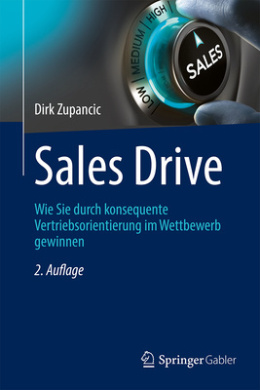 HIGH
MEDIUM
LOW
SALES
Dirk Zupancic
Sales Drive
Wie Sie durch konsequente
Vertriebsorientierung im Wettbewerb
gewinnen
2. Auflage
Springer Gabler